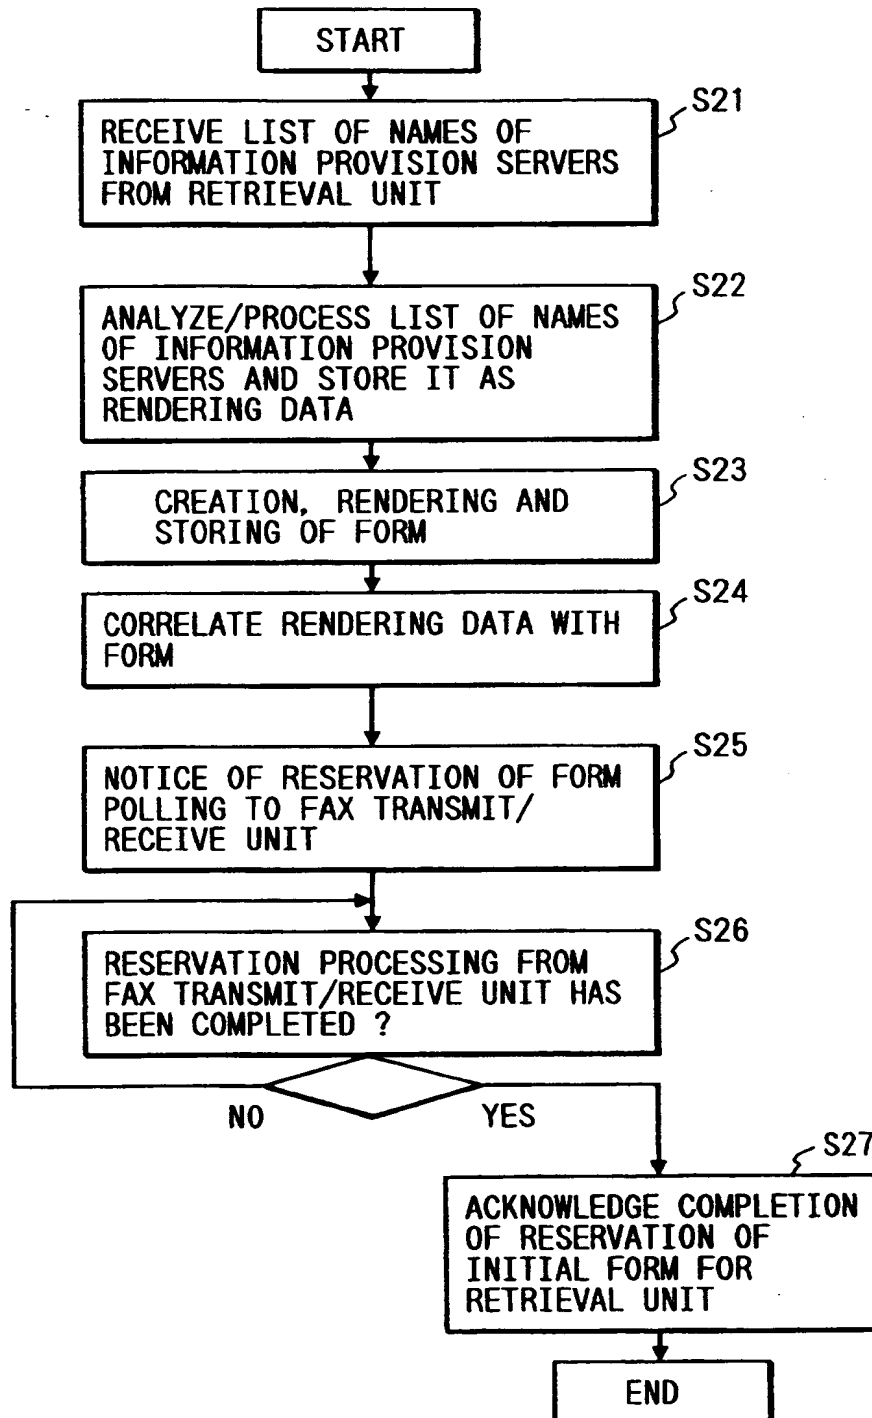 START
S21
RECEIVE LIST OF NAMES OF
INFORMATION PROVISION SERVERS
FROM RETRIEVAL UNIT
S22
ANALYZE/PROCESS LIST OF NAMES
OF INFORMATION PROVISION
SERVERS AND STORE IT AS
RENDERING DATA
S23
CREATION, RENDERING AND
STORING OF FORM
S24
CORRELATE RENDERING DATA WITH
FORM
S25
NOTICE OF RESERVATION OF FORM
POLLING TO FAX TRANSMIT/
RECEIVE UNIT
S26
RESERVATION PROCESSING FROM
FAX TRANSMIT/RECEIVE UNIT HAS
BEEN COMPLETED ?
NO
YES
S27
ACKNOWLEDGE COMPLETION
OF RESERVATION OF
INITIAL FORM FOR
RETRIEVAL UNIT
END